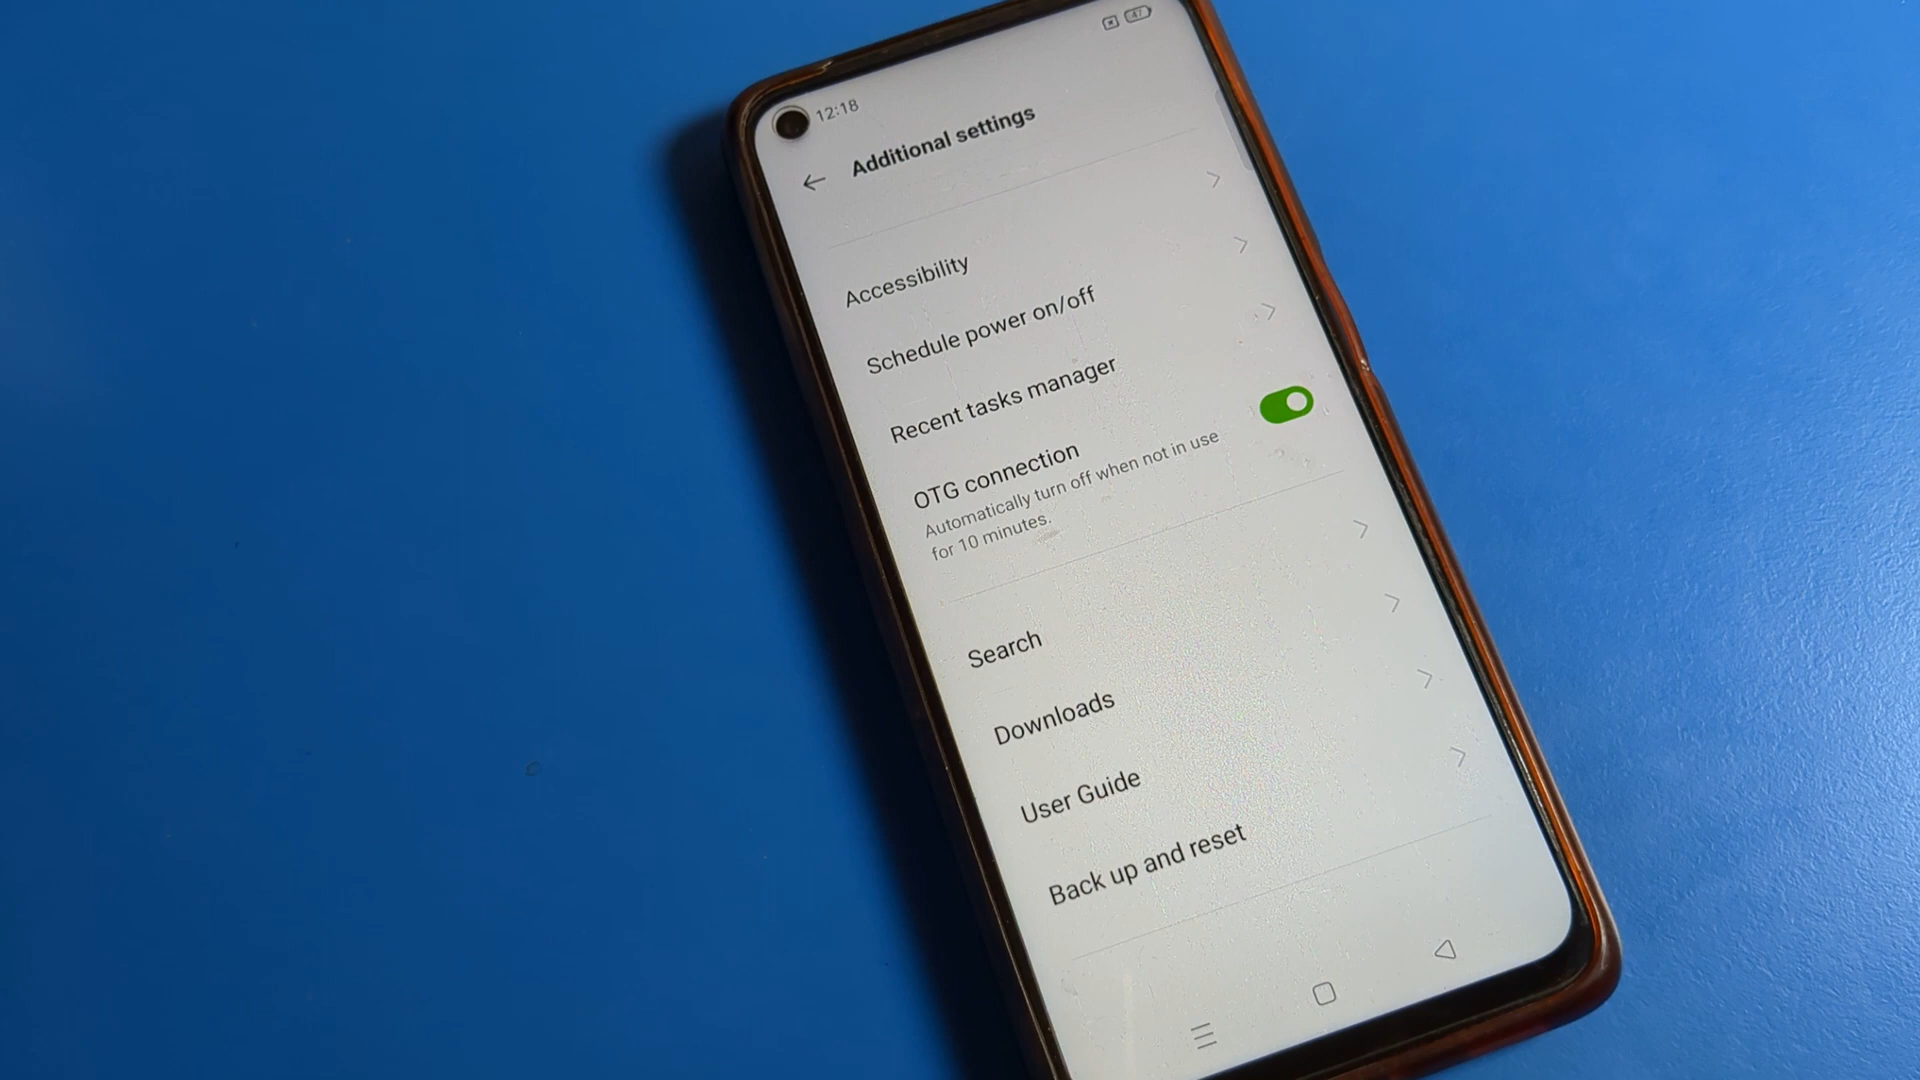 12:18
47
Additional settings
Accessibility
Schedule power on/off
Recent tasks manager
OTG connection
Automatically turn off when not in use
for 10 minutes.
Search
Downloads
User Guide
Back up and reset